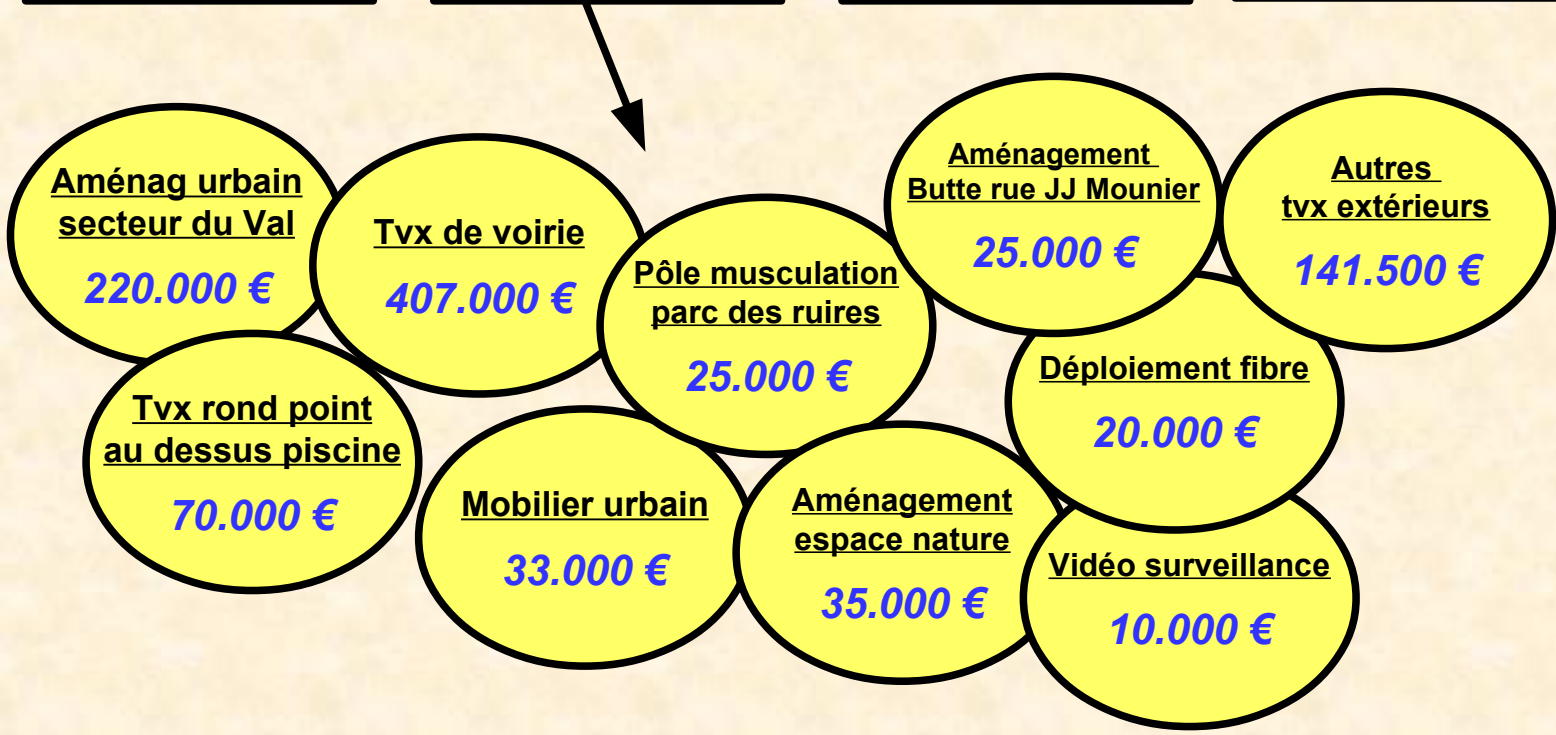 Aménag urbain
secteur du Val
220.000 €
Tvx de voirie
407.000 €
Pôle musculation
parc des ruires
25.000 €
Aménagement
Butte rue JJ Mounier
25.000 €
Autres
tvx extérieurs
141.500 €
Tvx rond point
au dessus piscine
70.000 €
Mobilier urbain
33.000 €
Aménagement
espace nature
35.000 €
Déploiement fibre
20.000 €
Vidéo surveillance
10.000 €